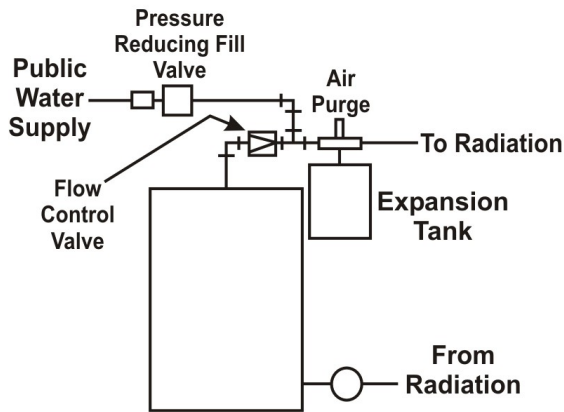 Pressure
Reducing Fill
Valve
Public
Water
Supply
Air
Purge
To Radiation
Flow
Control
Valve
Expansion
Tank
From
Radiation